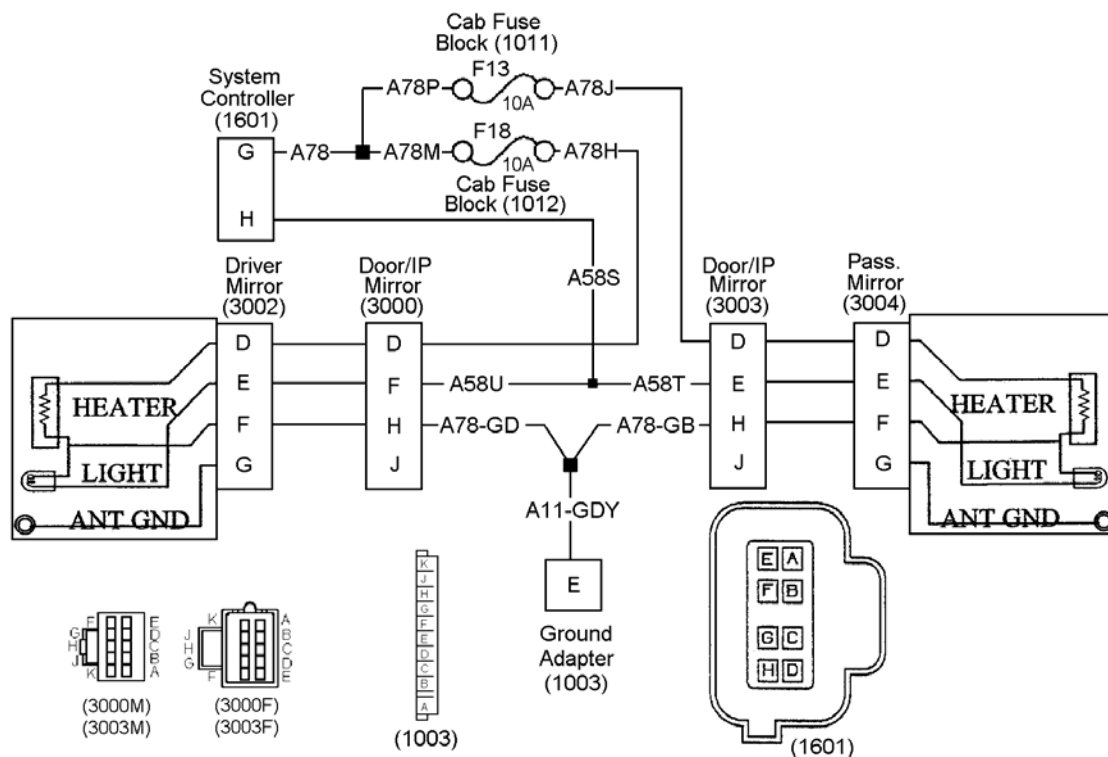 Cab Fuse
Block (1011)
F13
A78P
10A
A78J
System
Controller
(1601)
G
A78
A78M
F18
10A
A78H
Cab Fuse
Block (1012)
H
A58S
Driver
Mirror
(3002)
Door/IP
Mirror
(3000)
Door/IP
Mirror
(3003)
Pass.
Mirror
(3004)
D
D
D
D
E
F
A58U
A58T
E
E
HEATER
HEATER
F
H
A78-GD
A78-GB
H
F
LIGHT
LIGHT
G
J
J
G
ANT GND
ANT GND
A11-GDY
E
Ground
Adapter
(1003)
F
G
H
J
K
E
D
C
B
A
(3000M)
(3003M)
K
J
H
G
F
A
B
C
D
E
(3000F)
(3003F)
K
J
H
G
F
E
D
C
B
A
(1003)
E A
F B
G C
H D
(1601)